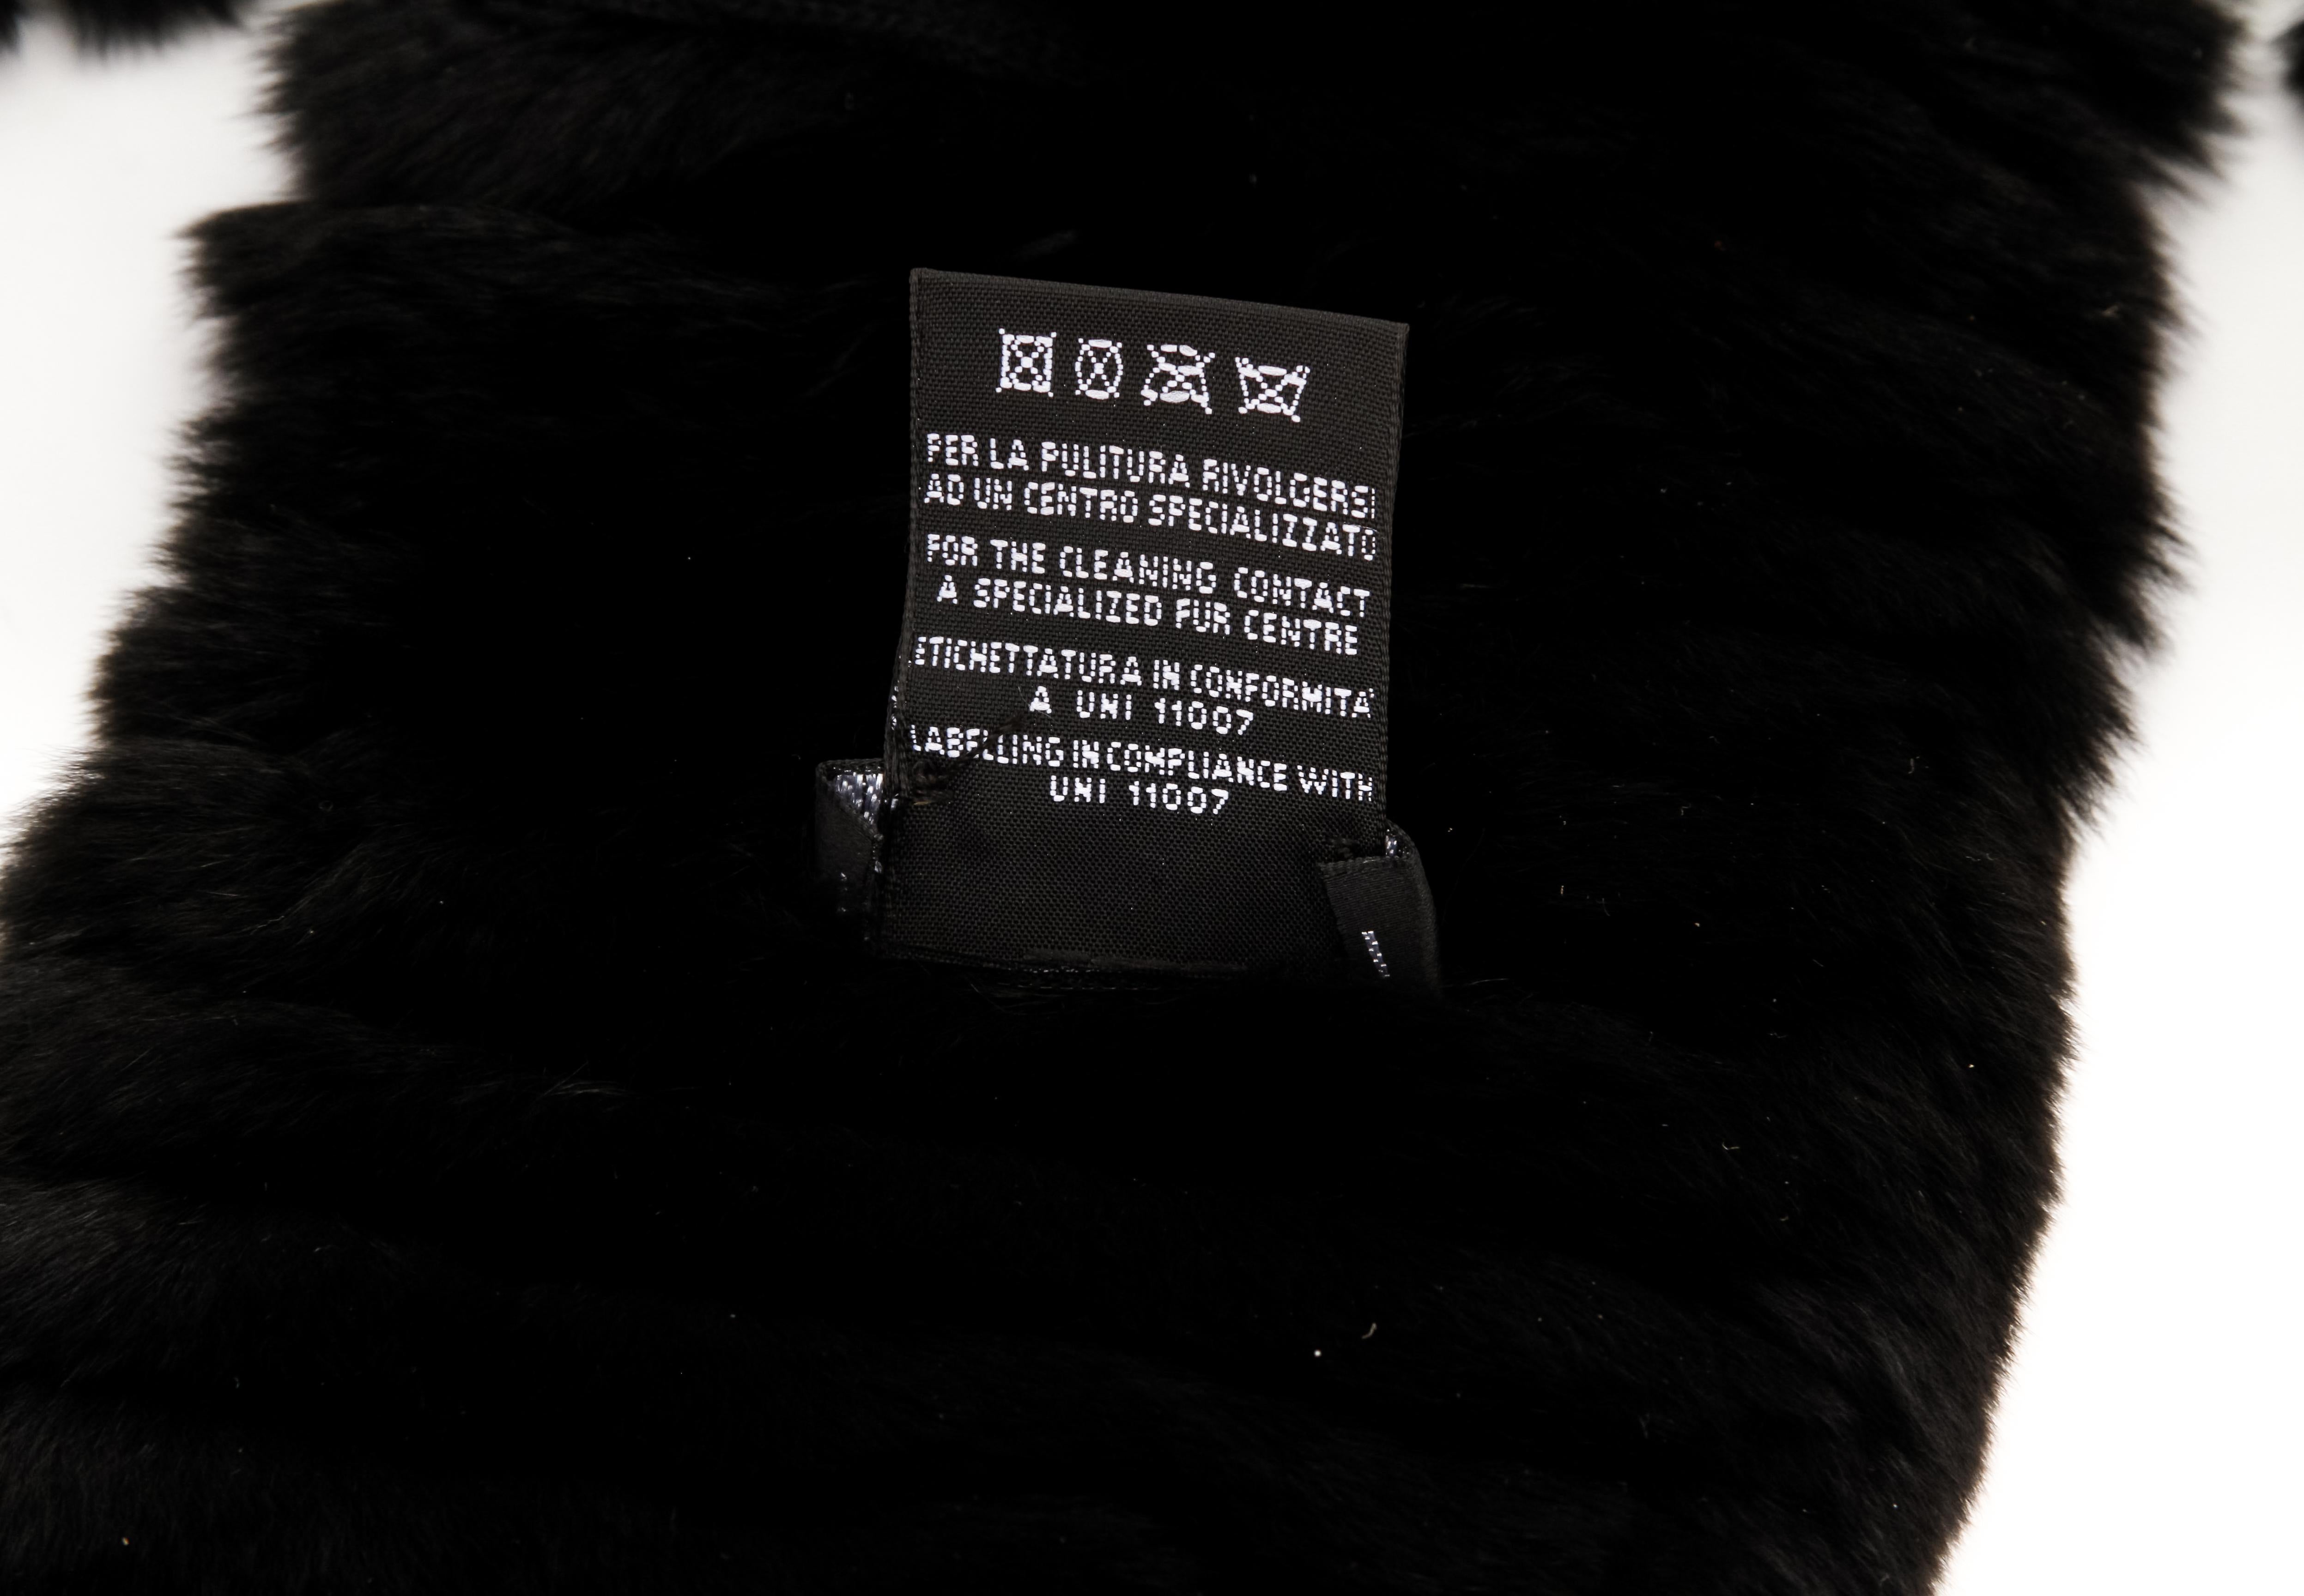 PER LA PULITURA RIVOLGERSI
AD UN CENTRO SPECIALIZZATO
FOR THE CLEANING CONTACT
A SPECIALIZED FUR CENTRE
ETICHETTATURA IN CONFORMITA'
A UNI 11007
LABELLING IN COMPLIANCE WITH
UNI 11007